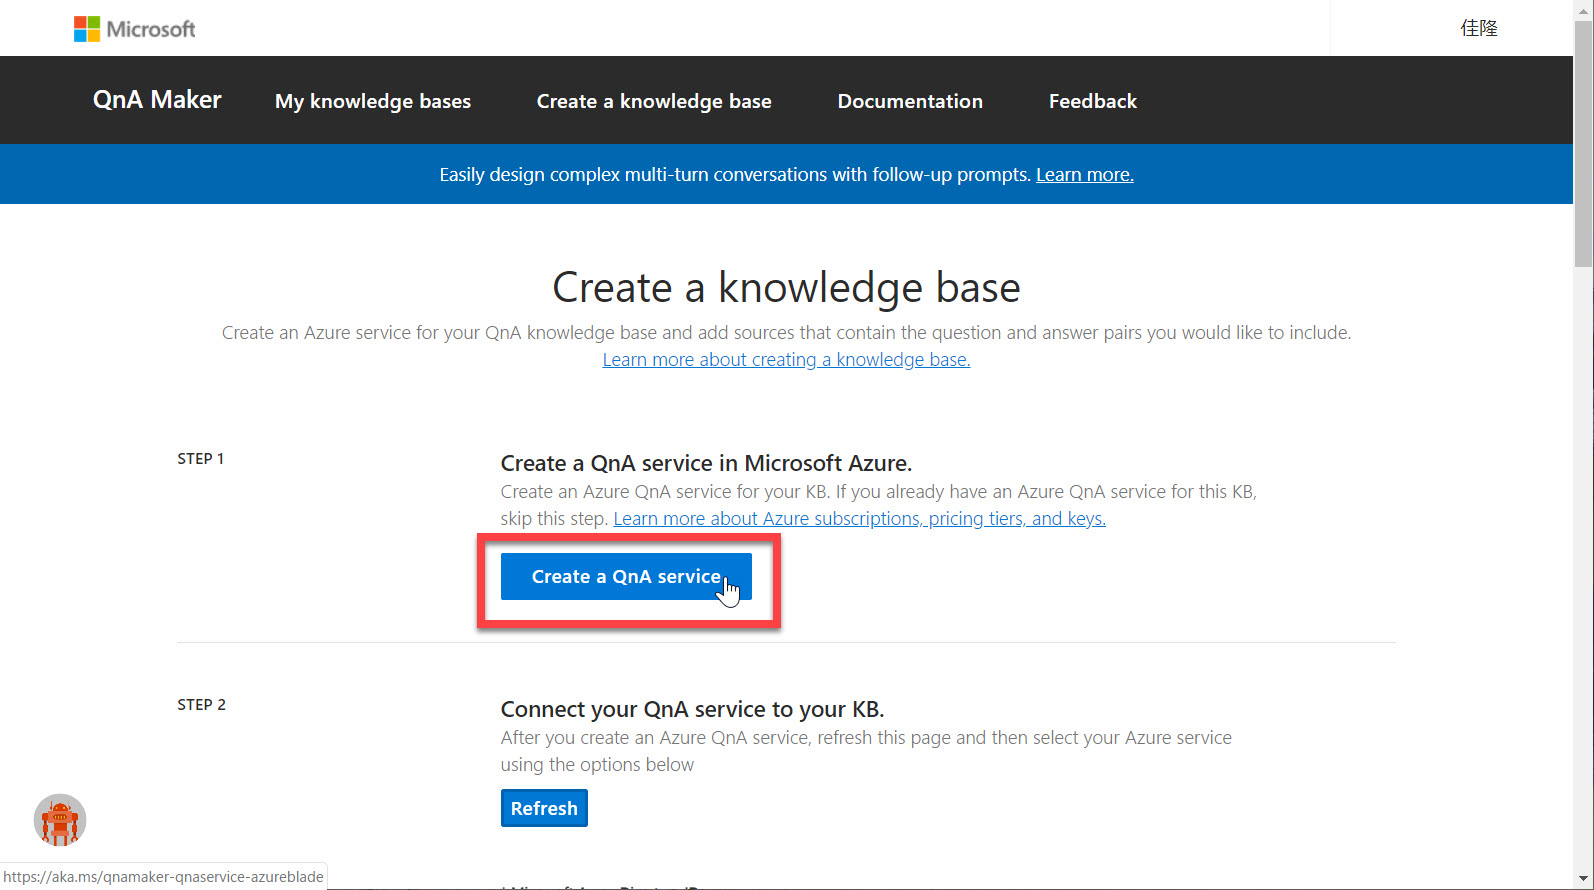 Microsoft
佳隆
QnA Maker
My knowledge bases
Create a knowledge base
Documentation
Feedback
Easily design complex multi-turn conversations with follow-up prompts. Learn more.
Create a knowledge base
Create an Azure service for your QnA knowledge base and add sources that contain the question and answer pairs you would like to include.
Learn more about creating a knowledge base.
STEP 1
Create a QnA service in Microsoft Azure.
Create an Azure QnA service for your KB. If you already have an Azure QnA service for this KB,
skip this step. Learn more about Azure subscriptions, pricing tiers, and keys.
Create a QnA service
STEP 2
Connect your QnA service to your KB.
After you create an Azure QnA service, refresh this page and then select your Azure service
using the options below
Refresh
https://aka.ms/qnamaker-qnaservice-azureblade